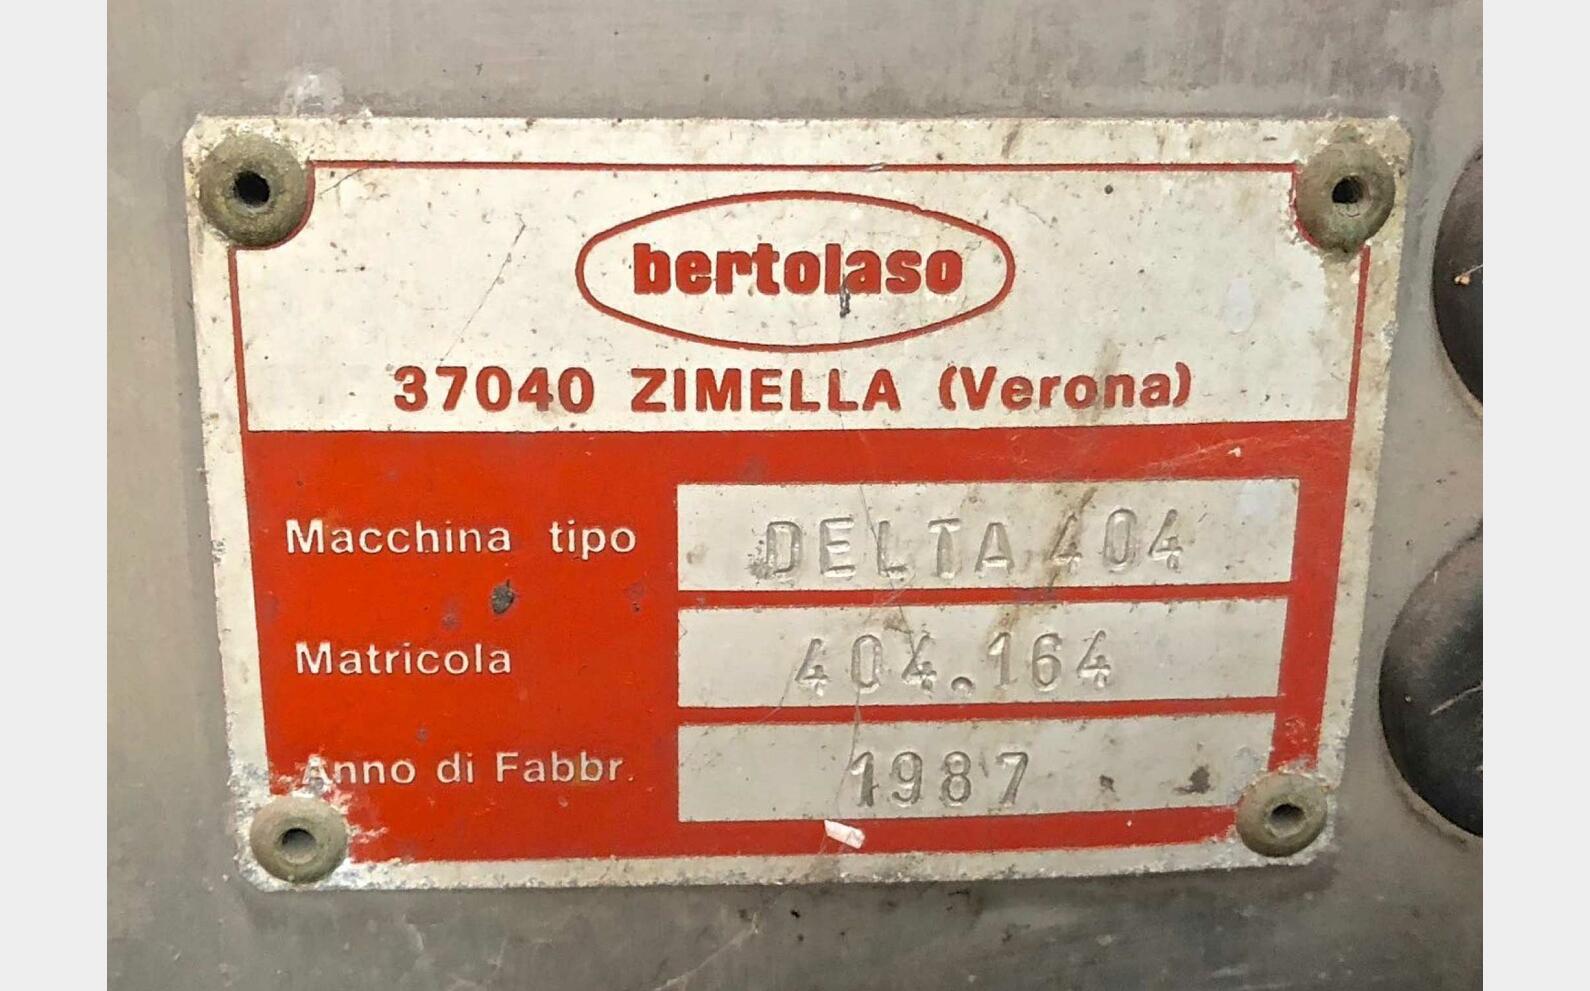 bertolaso
37040 ZIMELLA (Verona)
Macchina tipo DELTA 404
Matricola 404.164
Anno di Fabbr. 1987